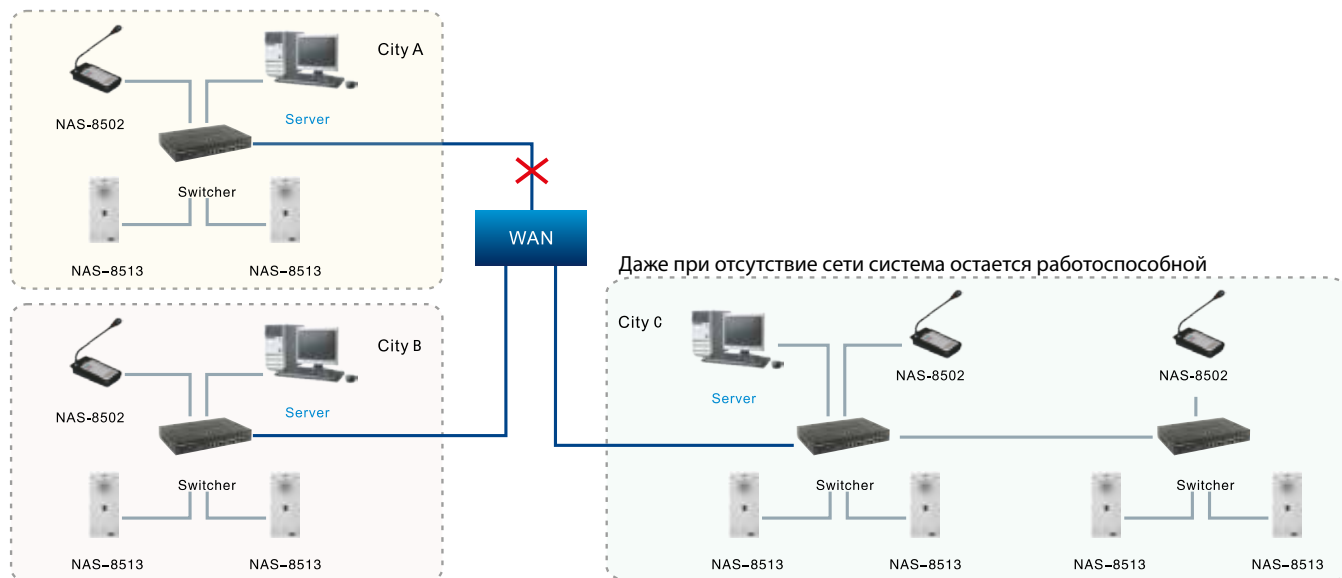 City A
NAS-8502
Server
Switcher
NAS-8513
NAS-8513
WAN
Даже при отсутствие сети система остается работоспособной
City B
NAS-8502
Server
Switcher
NAS-8513
NAS-8513
City C
NAS-8502
NAS-8502
Server
Switcher
Switcher
NAS-8513
NAS-8513
NAS-8513
NAS-8513